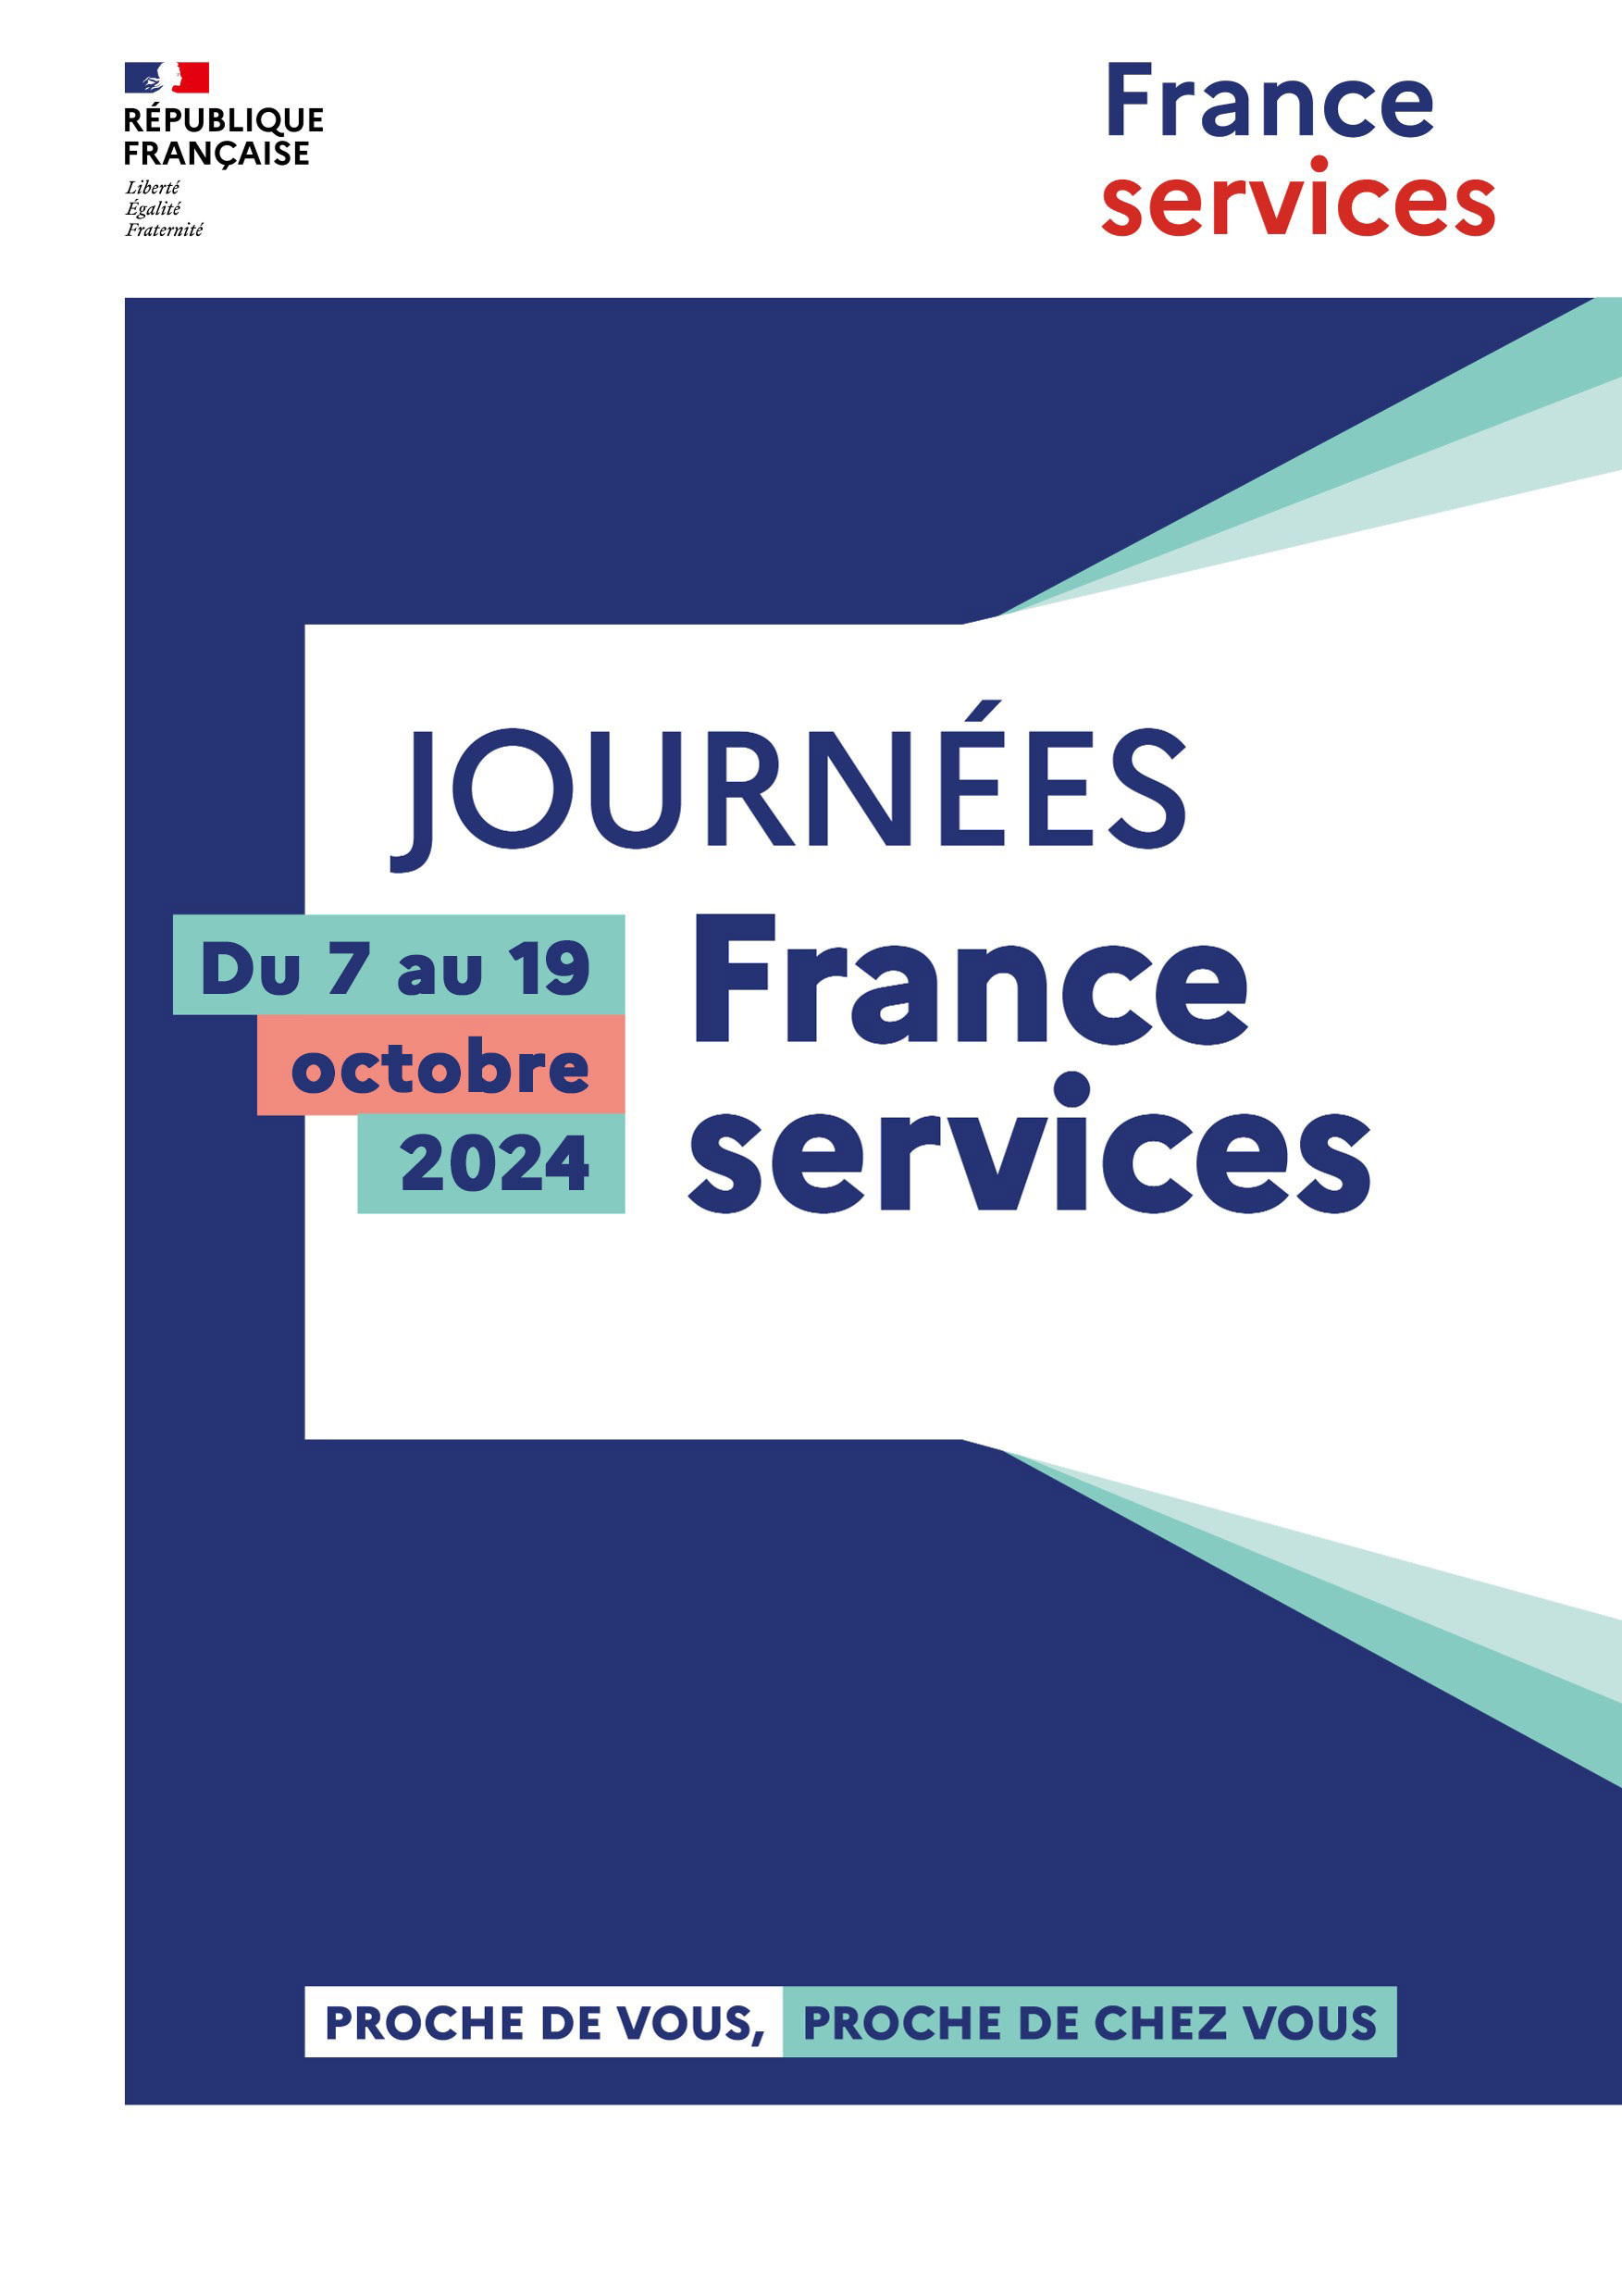 RÉPUBLIQUE
FRANÇAISE
Liberté
Égalité
Fraternité
France
services
JOURNÉES
France
services
Du 7 au 19
octobre
2024
PROCHE DE VOUS, PROCHE DE CHEZ VOUS